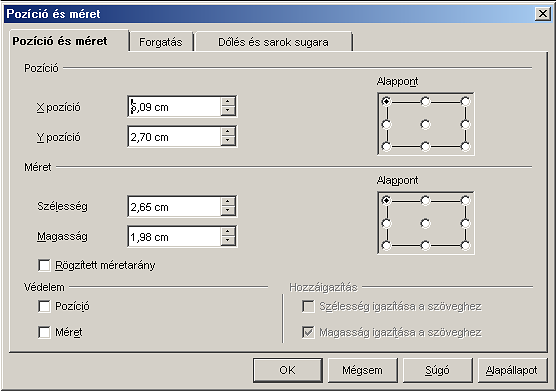 Pozíció és méret
Pozíció és méret Forgatás Dőlés és sarok sugara
Pozíció
Alappont
X pozíció 5,09 cm
Y pozíció 2,70 cm
Méret
Alappont
Szélesség 2,65 cm
Magasság 1,98 cm
Rögzített méretarány
Védelem Hozzáigazítás
Pozíció Szélesség igazítása a szöveghez
Méret Magasság igazítása a szöveghez
OK Mégsem Súgó Alapállapot